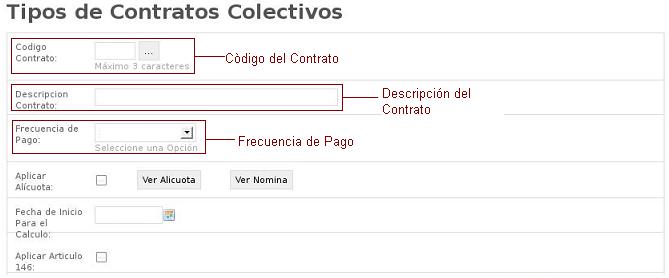 Tipos de Contratos Colectivos
Codigo
Contrato:
...
Máximo 3 caracteres
Còdigo del Contrato
Descripcion
Contrato:
Descripción del
Contrato
Frecuencia de
Pago:
Seleccione una Opción
Frecuencia de Pago
Aplicar
Alícuota:
Ver Alicuota
Ver Nomina
Fecha de Inicio
Para el
Calculo:
Aplicar Articulo
146: